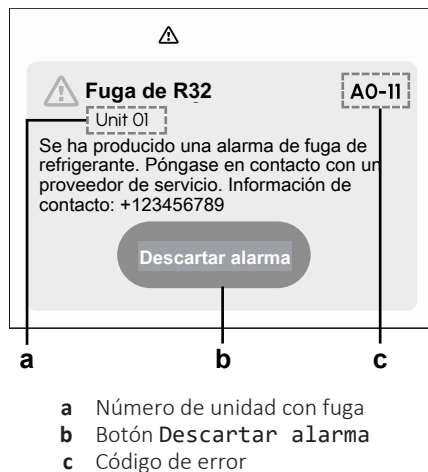 Fuga de R32
A0-11
Unit 01
Se ha producido una alarma de fuga de
refrigerante. Póngase en contacto con un
proveedor de servicio. Información de
contacto: +123456789
Descartar alarma
a b c
a Número de unidad con fuga
b Botón Descartar alarma
c Código de error